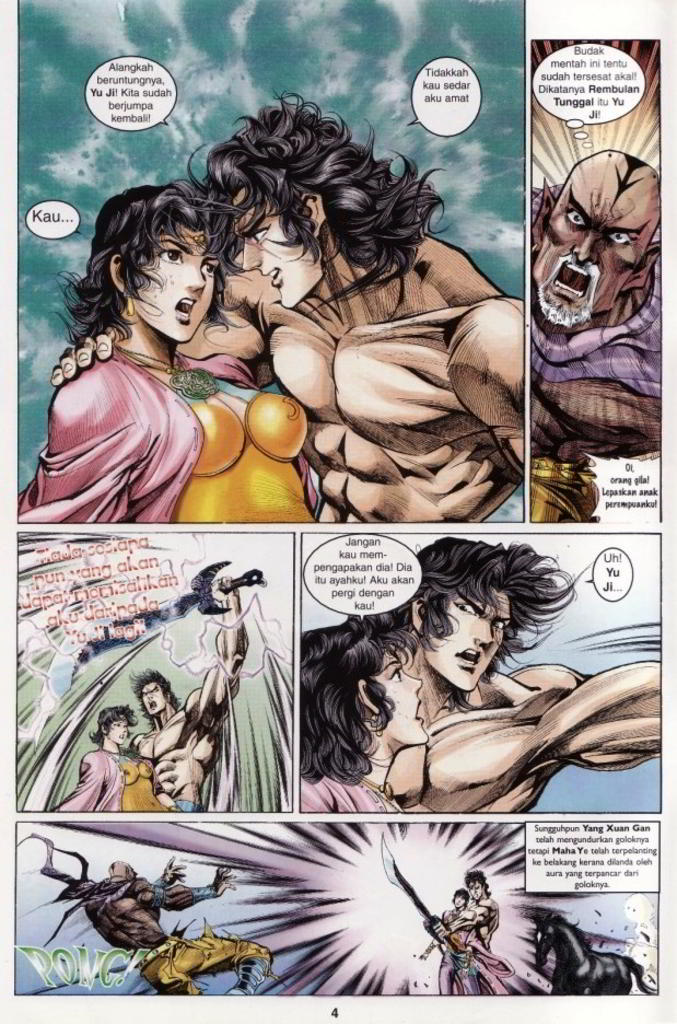 Alangkah
beruntungnya,
Yu Ji! Kita sudah
berjumpa
kembali!
Tidakkah
kau sedar
aku amat
Kau...
Budak
mentah ini tentu
sudah tersesat akal!
Dikatanya Rembulan
Tunggal itu Yu
Ji!
Oi,
orang gila!
Lepaskan anak
perempuanku!
Tiada sesiapa
pun yang akan
dapat memisahkan
aku daripada
Yu Ji lagi!
Jangan
kau mem-
pengapakan dia! Dia
itu ayahku! Aku akan
pergi dengan
kau!
Uh!
Yu
Ji...
Sungguhpun Yang Xuan Gan
telah mengundurkan goloknya
tetapi Maha Ye telah terpelanting
ke belakang kerana dilanda oleh
aura yang terpancar dari
goloknya.
PONG!
4